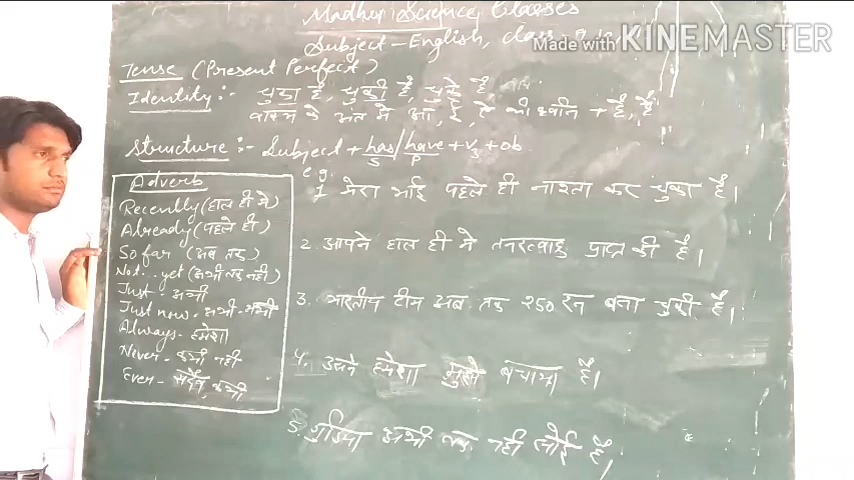 Madhur Science Classes
Subject - English, class - 9
Made with KINEMASTER
Tense (Present Perfect)
Identity :- चुका है, चुकी है, चुके है,
वाक्य के अंत में आ, ई, ए की ध्वनि + है, हैं
Structure :- Subject + has/have + V3 + ob
S P
Adverb
Recently (हाल ही मे)
Already (पहले ही)
So far (अब तक)
Not... yet (अभी तक नही)
Just - अभी
Just now - अभी-अभी
Always - हमेशा
Never - कभी नही
Ever - सदैव, कभी
e.g.
1 मेरा भाई पहले ही नाश्ता कर चुका है।
2. आपने हाल ही मे तनख्वाह प्राप्त की है।
3. भारतीय टीम अब तक 250 रन बना चुकी है।
4. उसने हमेशा मुझे बचाया है।
5. गुडिया अभी तक नही सोई है।